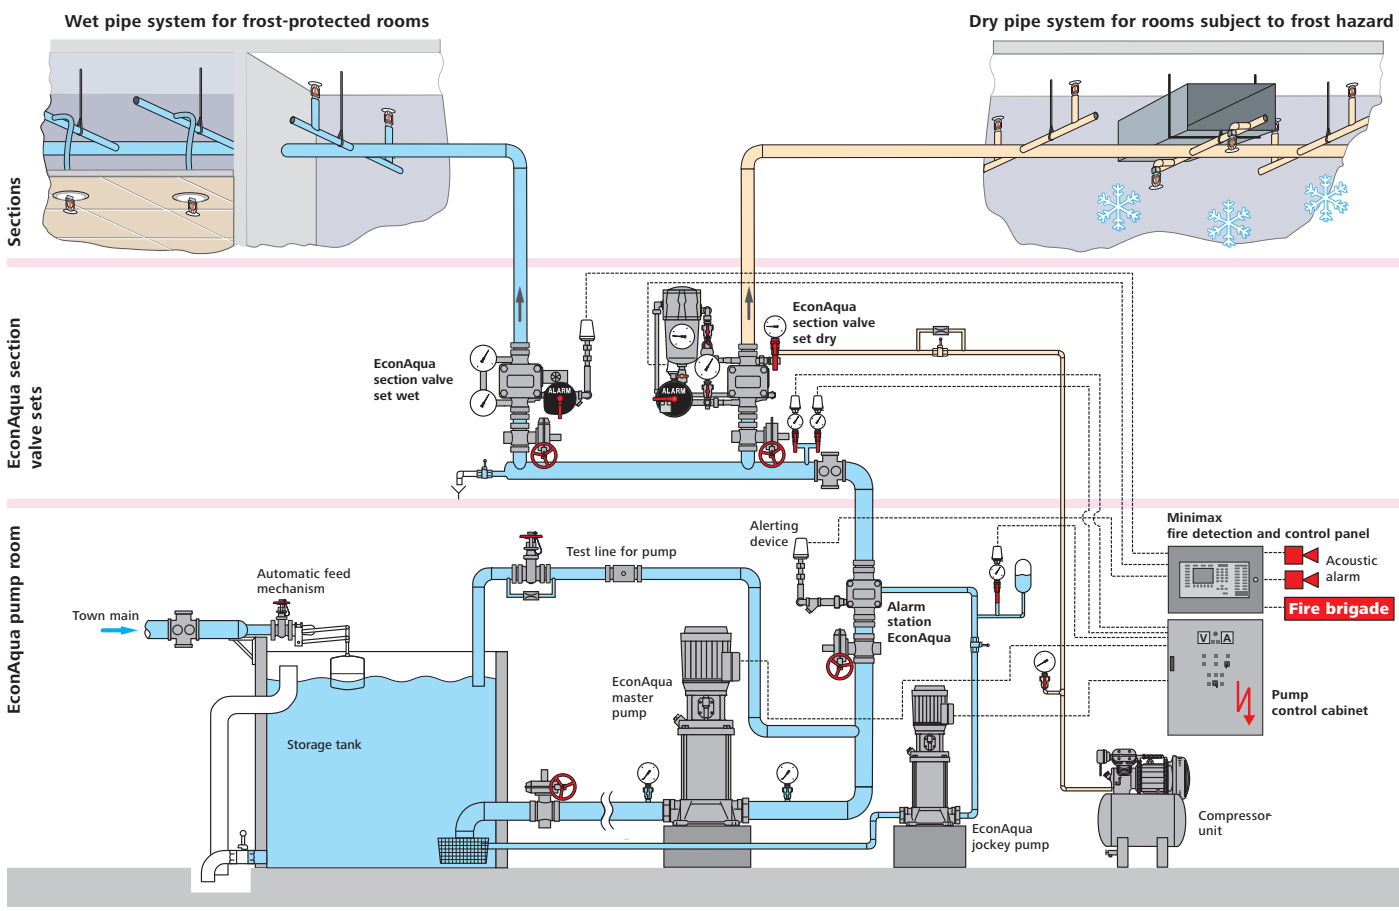 Wet pipe system for frost-protected rooms
Dry pipe system for rooms subject to frost hazard
Sections
EconAqua section
valve sets
EconAqua
section valve
set wet
ALARM
ALARM
EconAqua
section valve
set dry
EconAqua pump room
Town main
Automatic feed
mechanism
Storage tank
Test line for pump
EconAqua
master
pump
Alerting
device
Alarm
station
EconAqua
EconAqua
jockey pump
Minimax
fire detection and control panel
Acoustic
alarm
Fire brigade
V A
Pump
control cabinet
Compressor-
unit